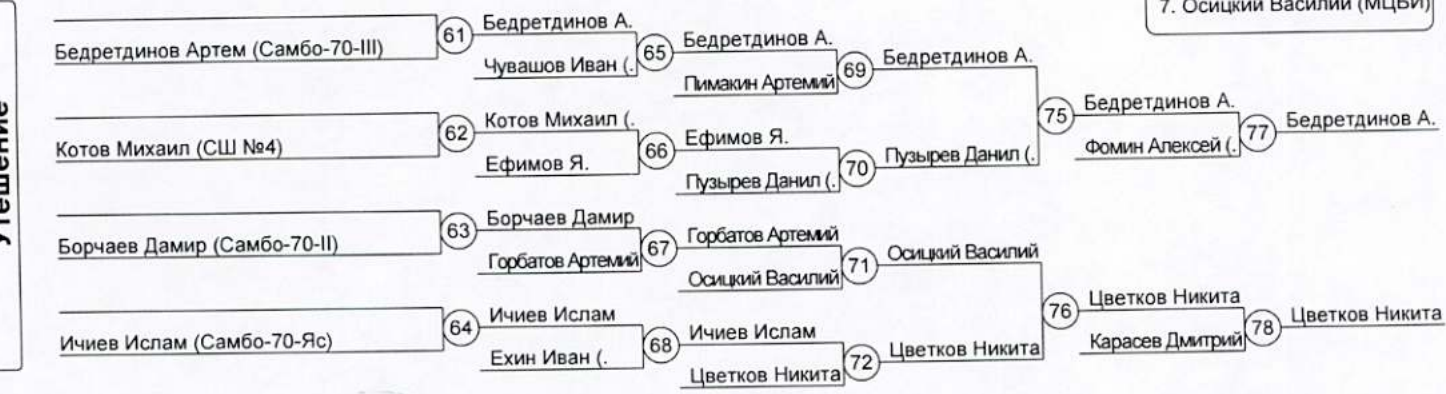 7. Осицкий Василий (МЦБИ)
Утешение
Бедретдинов Артем (Самбо-70-III)
61
Бедретдинов А.
Чувашов Иван (.
65
Бедретдинов А.
Пимакин Артемий
69
Бедретдинов А.
Котов Михаил (СШ №4)
62
Котов Михаил (.
Ефимов Я.
66
Ефимов Я.
Пузырев Данил (.
70
Пузырев Данил (.
75
Бедретдинов А.
Фомин Алексей (.
77
Бедретдинов А.
Борчаев Дамир (Самбо-70-II)
63
Борчаев Дамир
Горбатов Артемий
67
Горбатов Артемий
Осицкий Василий
71
Осицкий Василий
Ичиев Ислам (Самбо-70-Яс)
64
Ичиев Ислам
Ехин Иван (.
68
Ичиев Ислам
Цветков Никита
72
Цветков Никита
76
Цветков Никита
Карасев Дмитрий
78
Цветков Никита